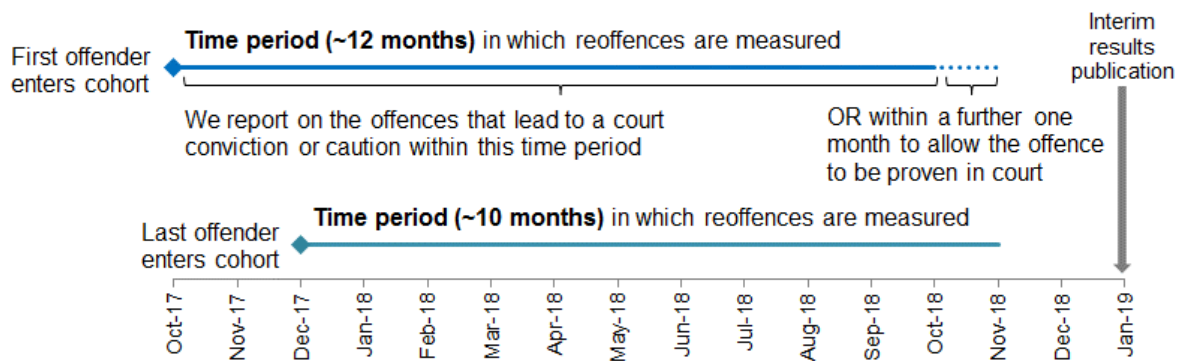 Time period (~12 months) in which reoffences are measured
First offender
enters cohort
Interim
results
publication
We report on the offences that lead to a court
conviction or caution within this time period
OR within a further one
month to allow the offence
to be proven in court
Time period (~10 months) in which reoffences are measured
Last offender
enters cohort
Oct-17
Nov-17
Dec-17
Jan-18
Feb-18
Mar-18
Apr-18
May-18
Jun-18
Jul-18
Aug-18
Sep-18
Oct-18
Nov-18
Dec-18
Jan-19